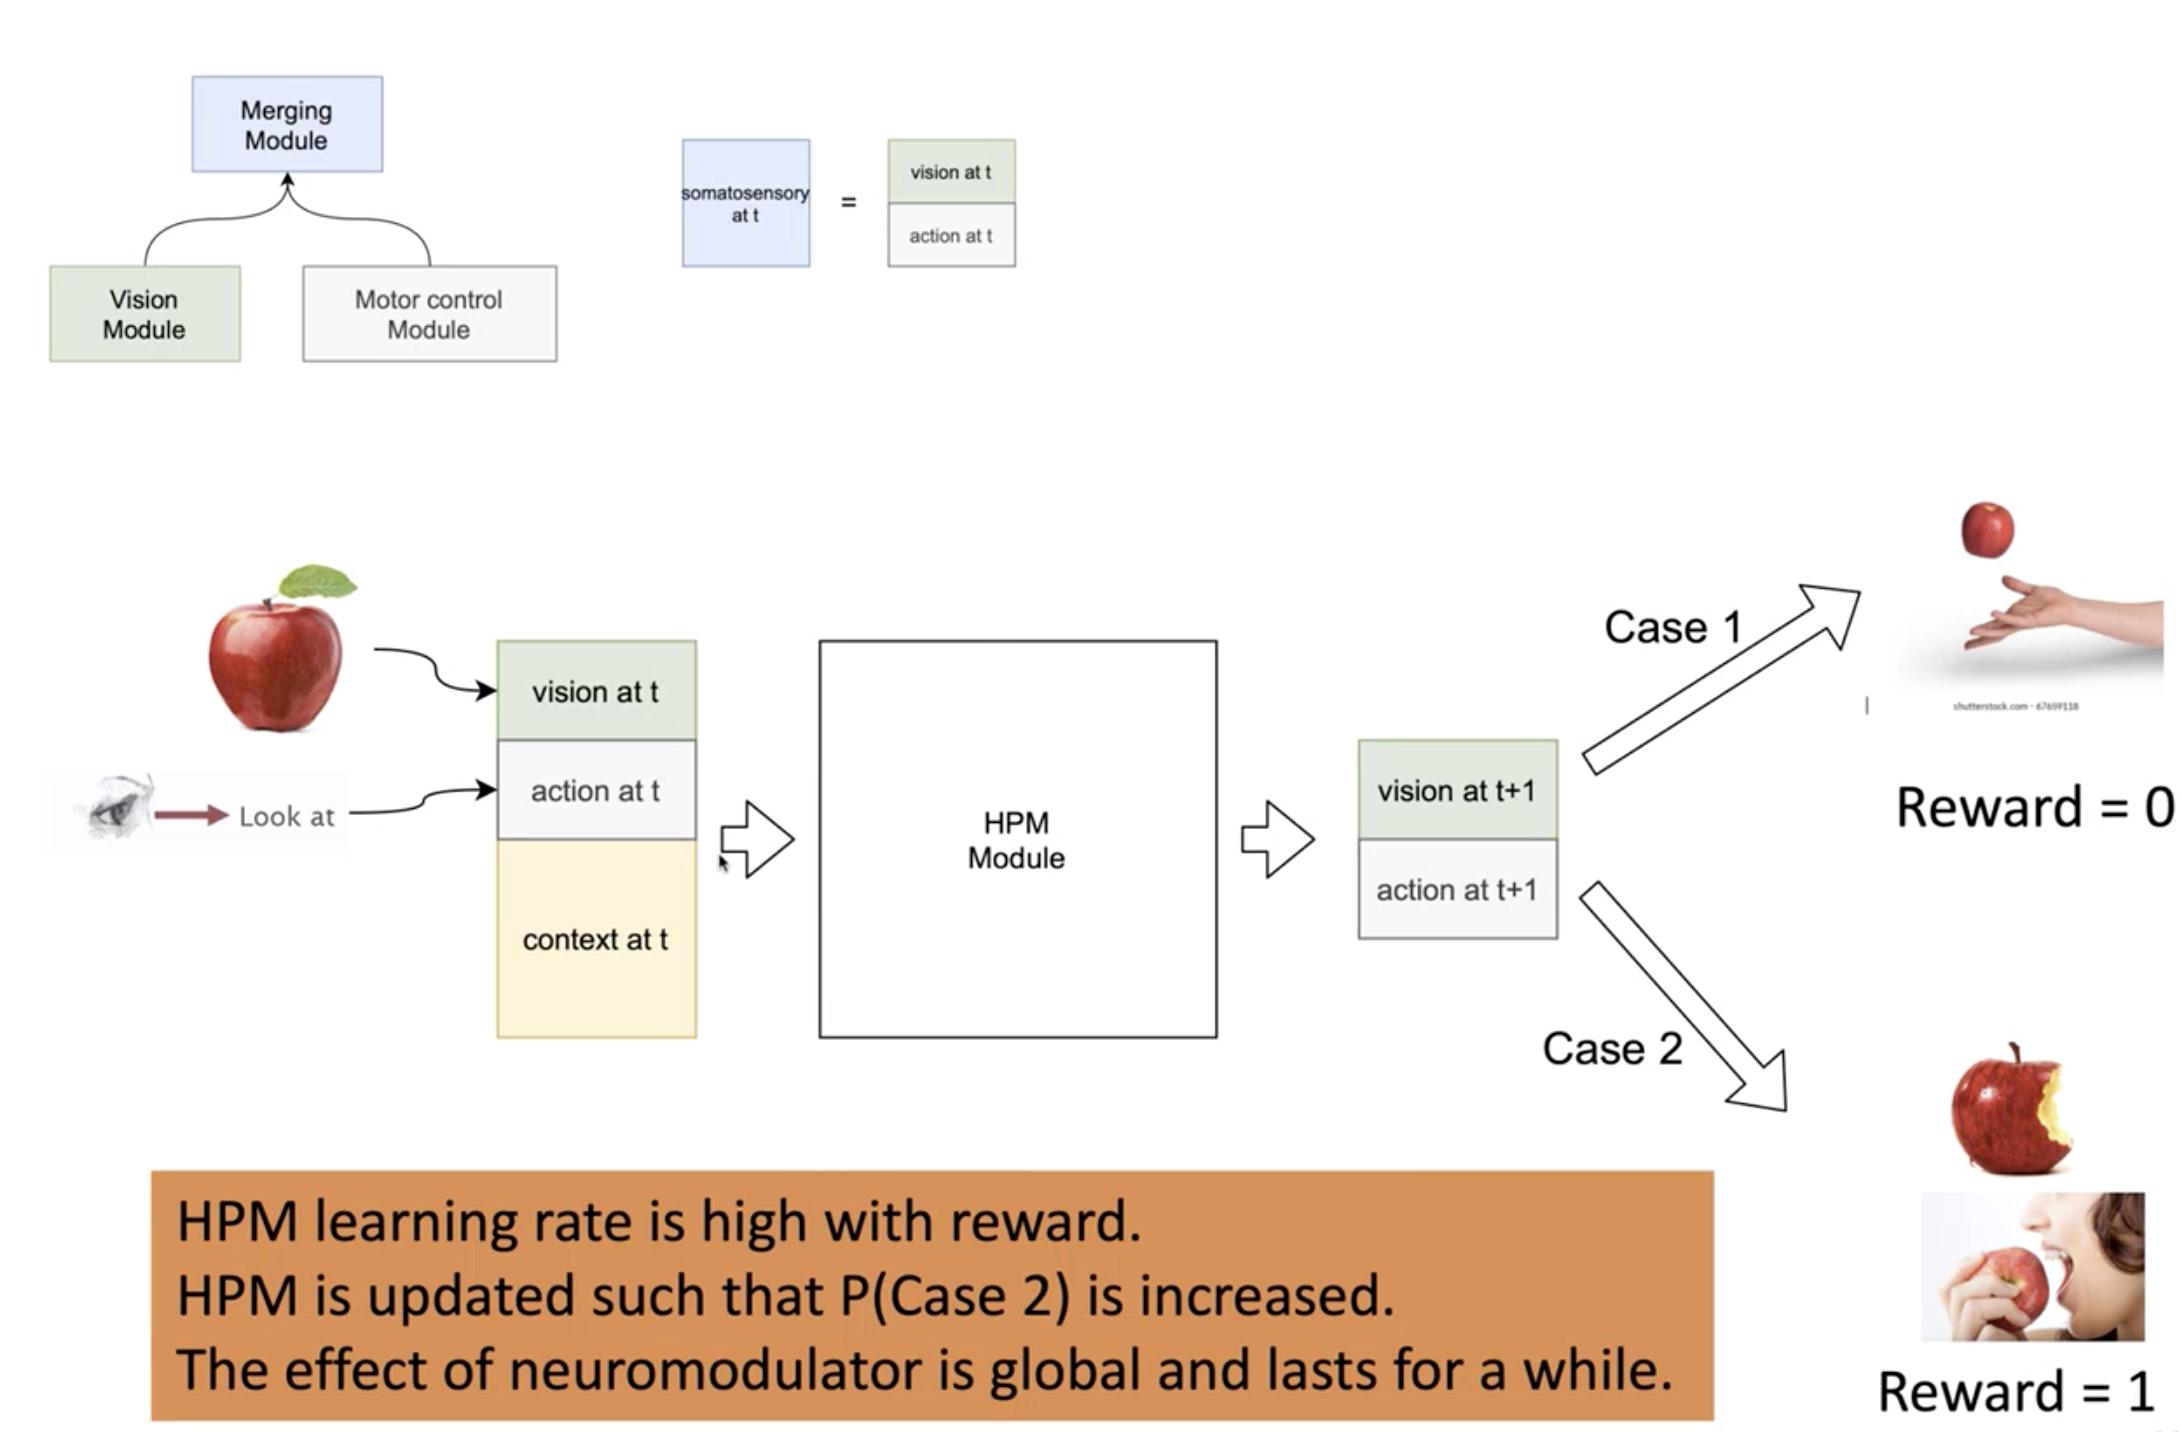 Merging
Module
Vision
Module
Motor control
Module
somatosensory
at t
=
vision at t
action at t
Look at
vision at t
action at t
context at t
HPM
Module
vision at t+1
action at t+1
Case 1
shutterstock.com · 67659118
Reward = 0
Case 2
Reward = 1
HPM learning rate is high with reward.
HPM is updated such that P(Case 2) is increased.
The effect of neuromodulator is global and lasts for a while.